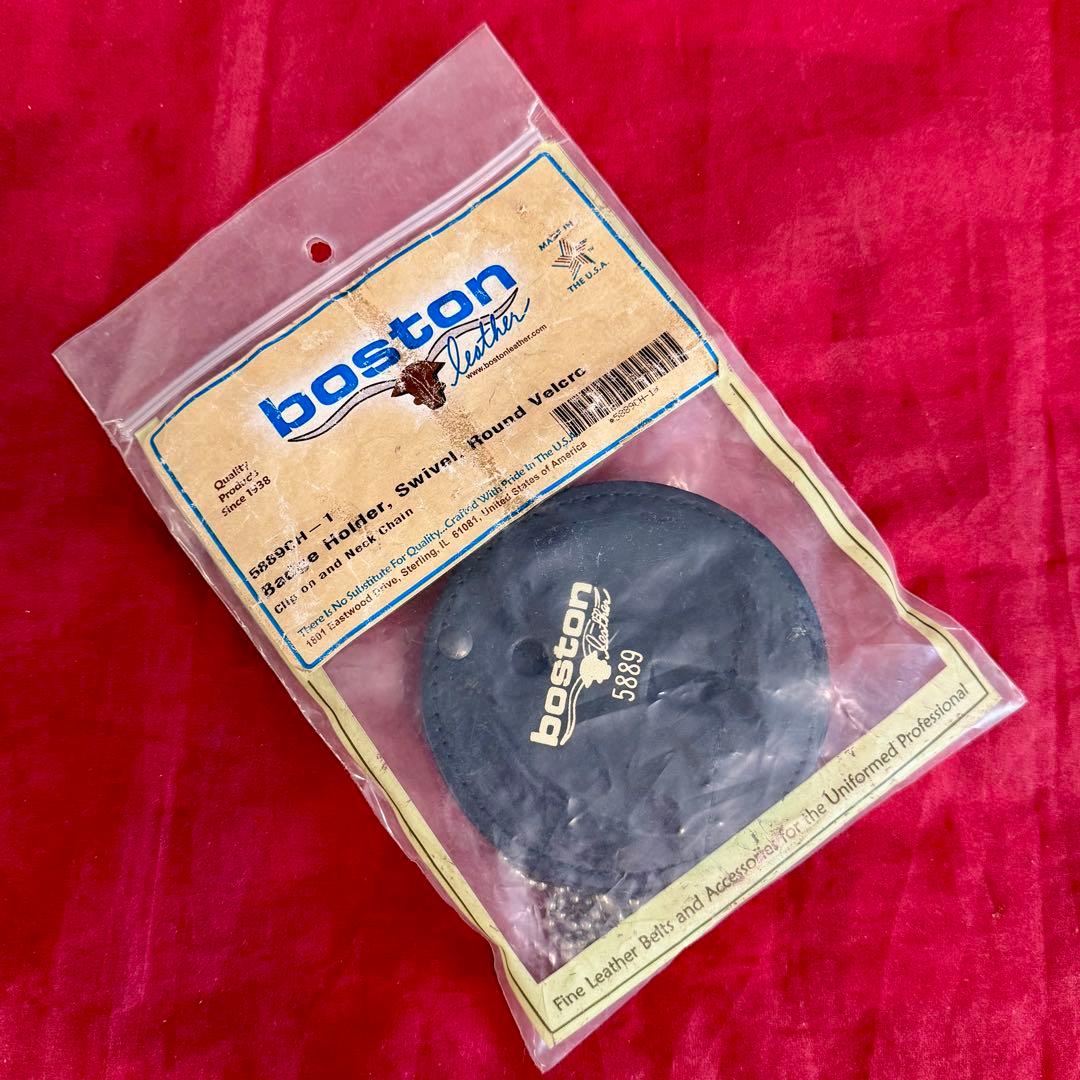 MADE IN
THE U.S.A.
boston
leather
www.bostonleather.com
Quality
Products
Since 1938
*5889CH-1*
5889CH-1
Badge Holder, Swivel, Round Velcro
Clip on and Neck Chain
There Is No Substitute For Quality...Crafted With Pride In The U.S.A.
1801 Eastwood Drive, Sterling, IL 61081, United States of America
boston
leather
5889
Fine Leather Belts and Accessories for the Uniformed Professional